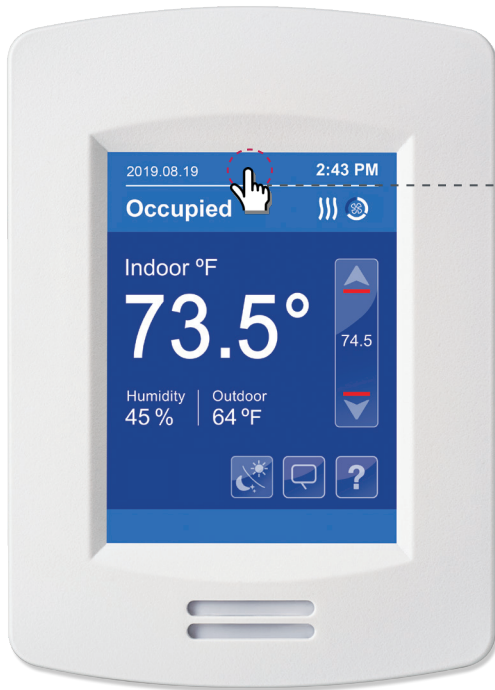 2019.08.19 2:43 PM
Occupied
Indoor ºF
73.5°
74.5
Humidity Outdoor
45 % 64 ºF
?